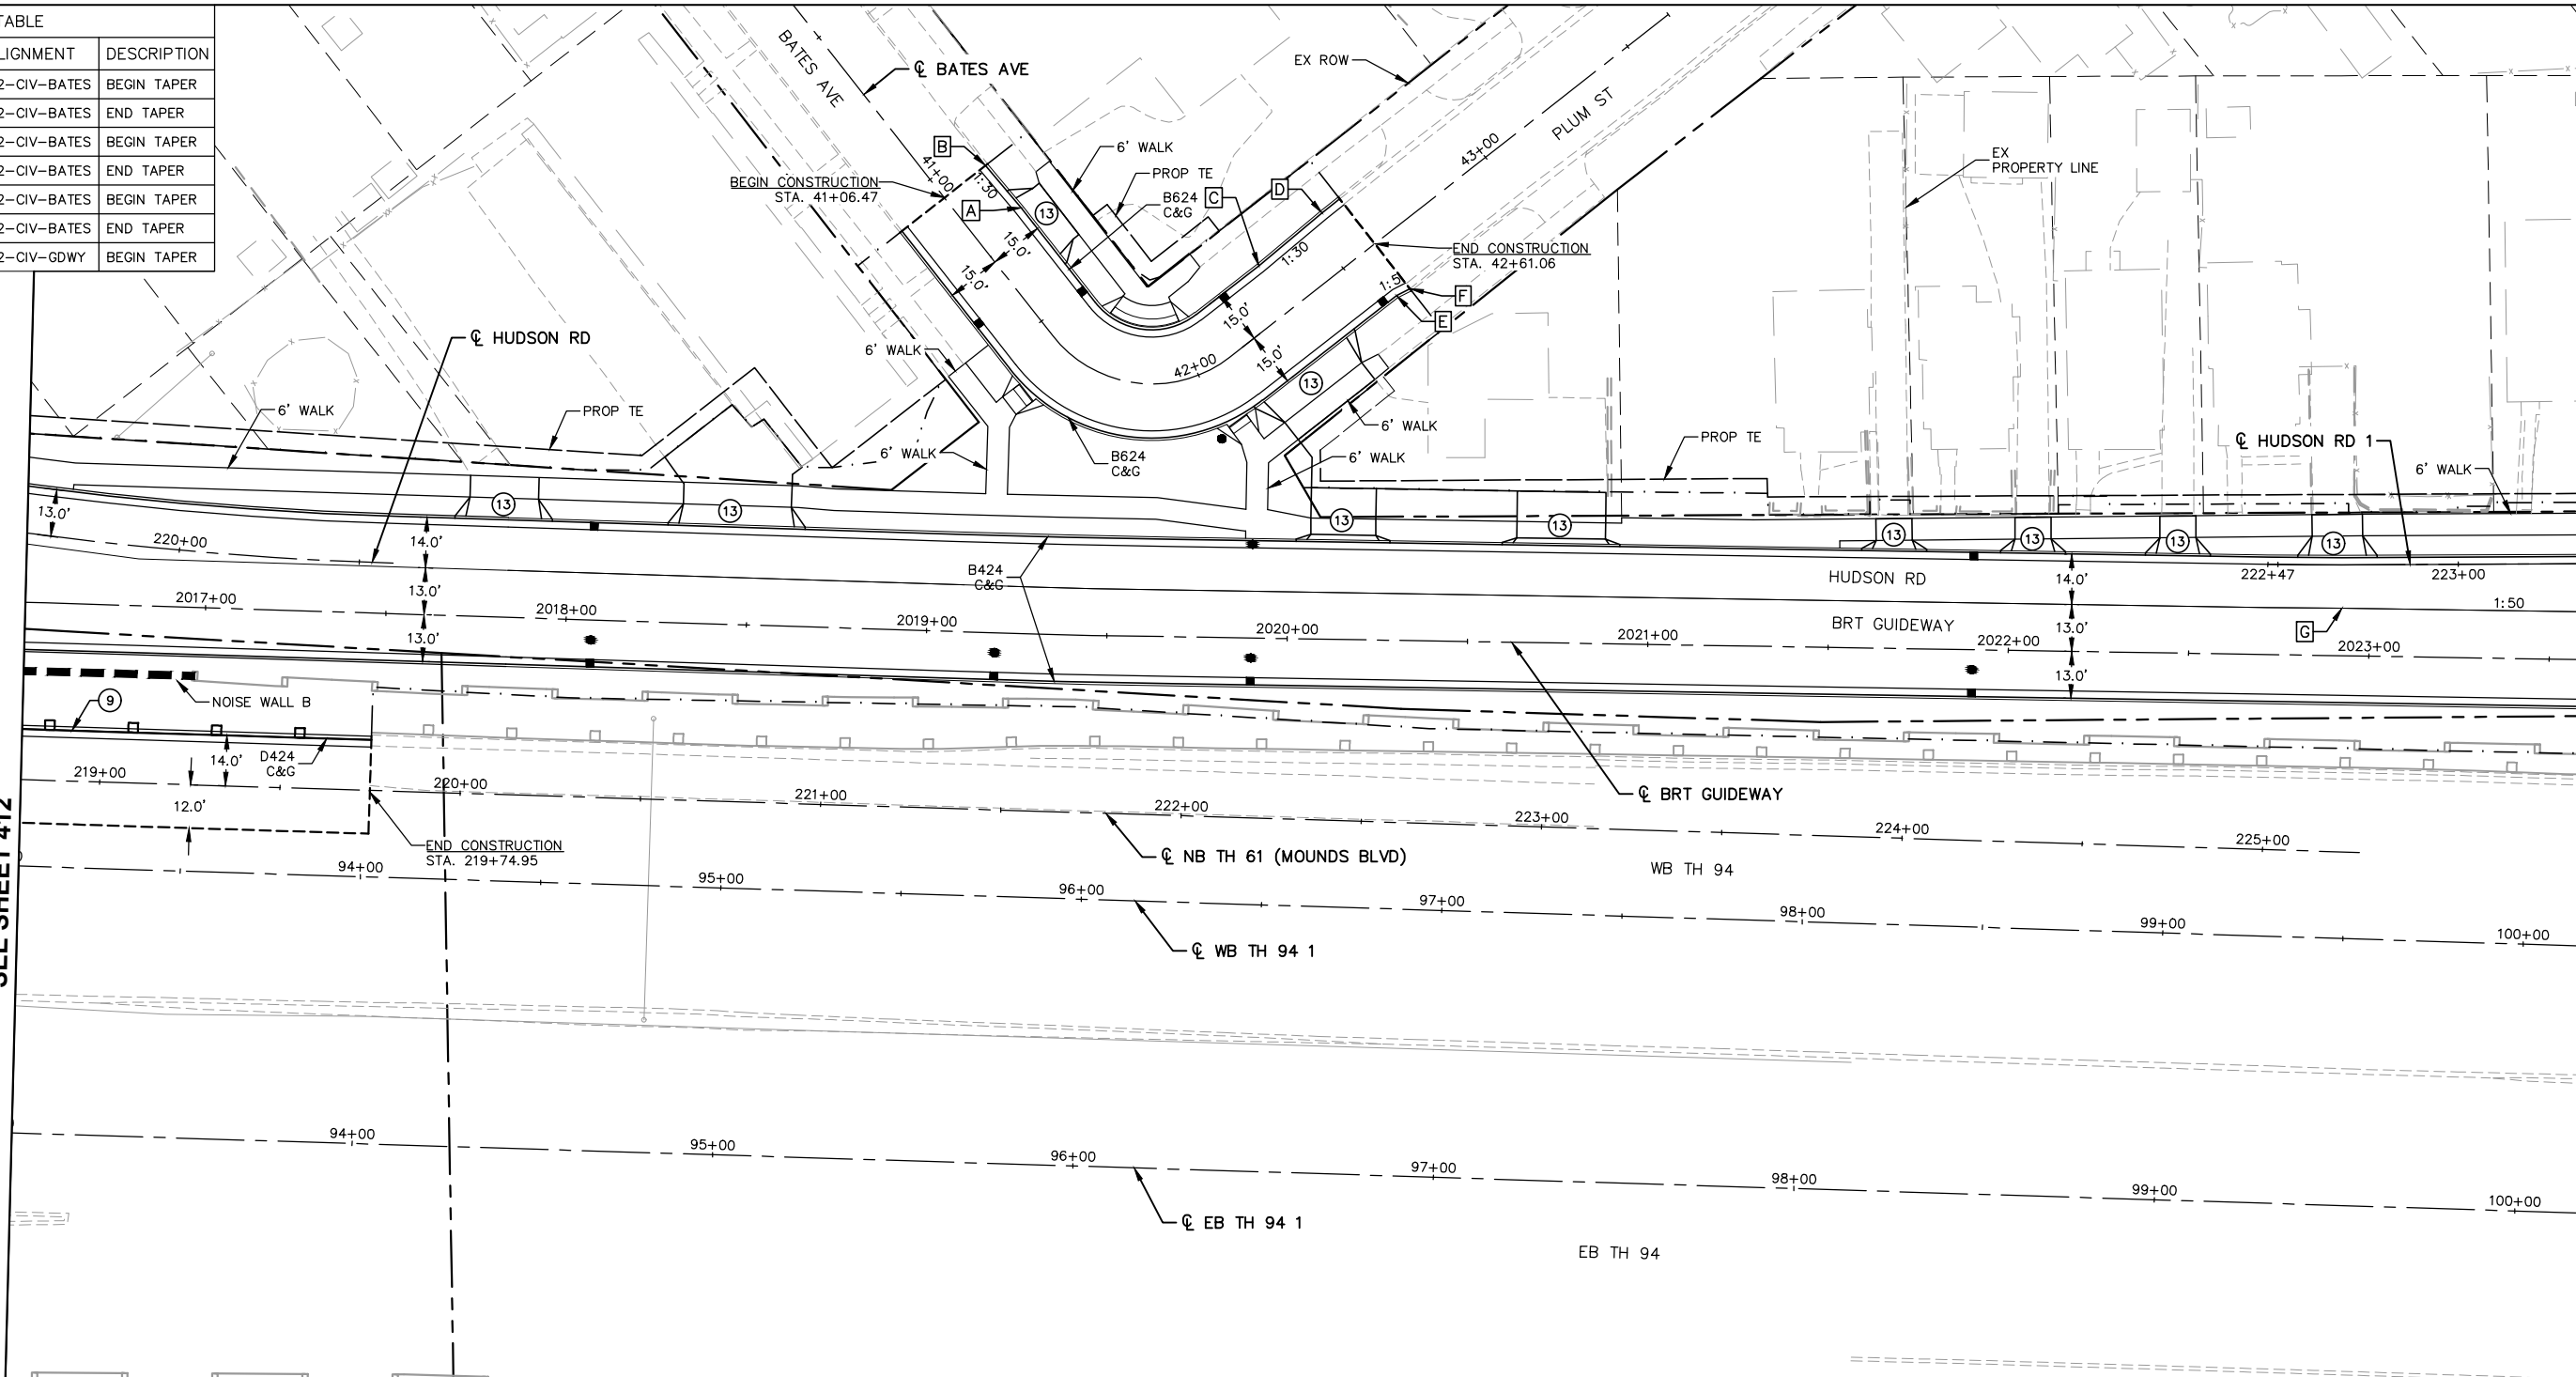 TABLE
LIGNMENT DESCRIPTION
2-CIV-BATES BEGIN TAPER
2-CIV-BATES END TAPER
2-CIV-BATES BEGIN TAPER
2-CIV-BATES END TAPER
2-CIV-BATES BEGIN TAPER
2-CIV-BATES END TAPER
2-CIV-GDWY BEGIN TAPER
BATES AVE
℄ BATES AVE
EX ROW
PLUM ST
43+00
B
6' WALK
PROP TE
41+00
1:30
BEGIN CONSTRUCTION
STA. 41+06.47
A
13
B624
C&G
C
D
EX
PROPERTY LINE
15.0'
15.0'
1:30
END CONSTRUCTION
STA. 42+61.06
1:5
F
E
15.0'
15.0'
42+00
13
℄ HUDSON RD
6' WALK
6' WALK
PROP TE
6' WALK
B624
C&G
6' WALK
6' WALK
PROP TE
℄ HUDSON RD 1
6' WALK
13.0'
13
13
13
13
13
13
13
13
220+00
14.0'
13.0'
B424
C&G
HUDSON RD
14.0'
222+47
223+00
2017+00
2018+00
2019+00
2020+00
2021+00
2022+00
2023+00
BRT GUIDEWAY
13.0'
G
1:50
13.0'
13.0'
9
NOISE WALL B
D424
C&G
14.0'
12.0'
219+00
220+00
221+00
222+00
223+00
224+00
225+00
℄ BRT GUIDEWAY
END CONSTRUCTION
STA. 219+74.95
℄ NB TH 61 (MOUNDS BLVD)
WB TH 94
94+00
95+00
96+00
97+00
98+00
99+00
100+00
℄ WB TH 94 1
SEE SHEET 412
94+00
95+00
96+00
97+00
98+00
99+00
100+00
℄ EB TH 94 1
EB TH 94